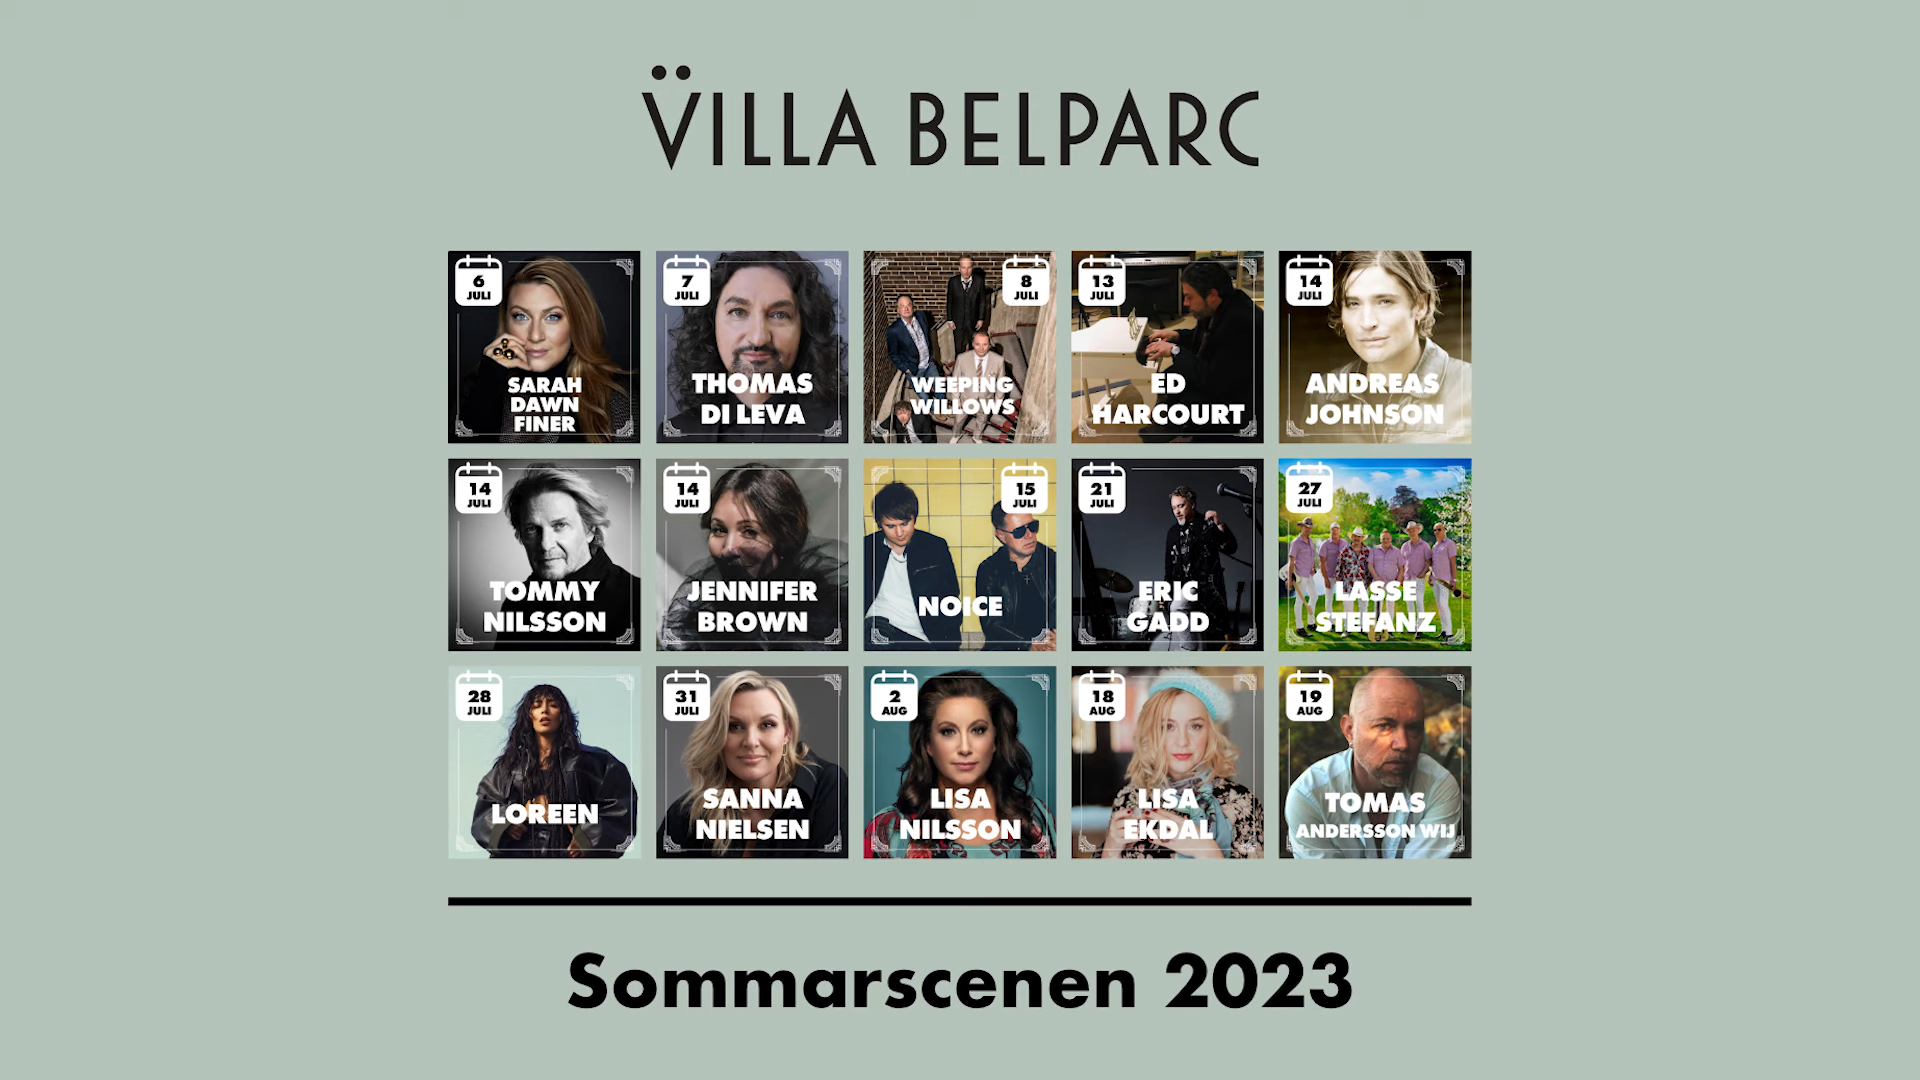 V̈ILLA BELPARC
6
JULI
SARAH
DAWN
FINER
7
JULI
THOMAS
DI LEVA
8
JULI
WEEPING
WILLOWS
13
JULI
ED
HARCOURT
14
JULI
ANDREAS
JOHNSON
14
JULI
TOMMY
NILSSON
14
JULI
JENNIFER
BROWN
15
JULI
NOICE
21
JULI
ERIC
GADD
27
JULI
LASSE
STEFANZ
28
JULI
LOREEN
31
JULI
SANNA
NIELSEN
2
AUG
LISA
NILSSON
18
AUG
LISA
EKDAL
19
AUG
TOMAS
ANDERSSON WIJ
Sommarscenen 2023